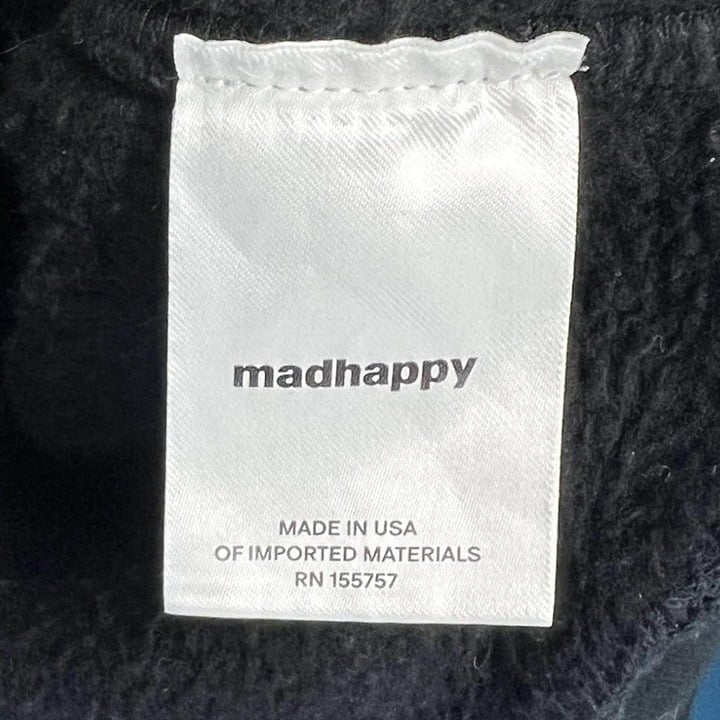 madhappy
MADE IN USA
OF IMPORTED MATERIALS
RN 155757